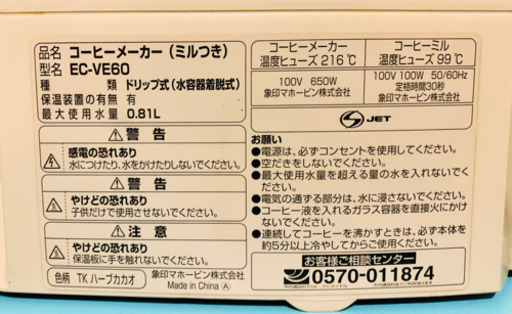 品名 コーヒーメーカー（ミルつき）
型名 EC-VE60
種　類 ドリップ式（水容器着脱式）
保温装置の有無 有
最大使用水量 0.81L
警告
感電の恐れあり
水につけたり、水をかけたりしないでください。
警告
やけどの恐れあり
子供だけで使用させないでください。
注意
やけどの恐れあり
保温板に手を触れないでください。
色柄 TK ハーブカカオ
象印マホービン株式会社
Made in China Ⓐ
コーヒーメーカー
温度ヒューズ216℃
100V 650W
象印マホービン株式会社
コーヒーミル
温度ヒューズ99℃
100V 100W 50/60Hz
定格時間30秒
象印マホービン株式会社
JET
お願い
●電源は、必ずコンセントを使用してください。
●空だきをしないでください。
●最大使用水量を超える量の水を入れないでください。
●電気の通ずる部分は、水に浸さないでください。
●コーヒー液を入れるガラス容器を直接火にかけないでください。
●連続してコーヒーを沸かすときは、必ず本体を約5分以上冷やしてからご使用ください。
お客様ご相談センター
0570-011874